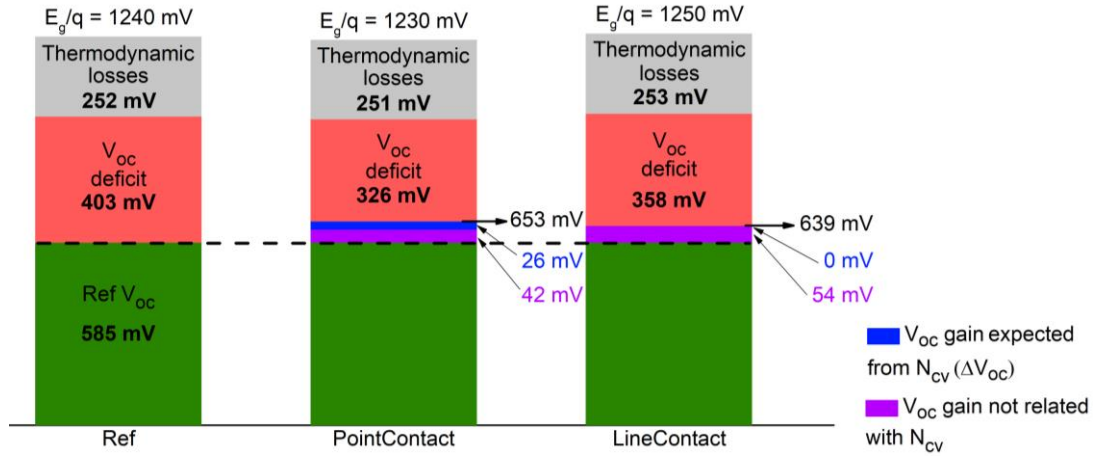 E_g/q = 1240 mV
Thermodynamic
losses
252 mV
V_oc
deficit
403 mV
Ref V_oc
585 mV
Ref
E_g/q = 1230 mV
Thermodynamic
losses
251 mV
V_oc
deficit
326 mV
653 mV
26 mV
42 mV
PointContact
E_g/q = 1250 mV
Thermodynamic
losses
253 mV
V_oc
deficit
358 mV
639 mV
0 mV
54 mV
LineContact
V_oc gain expected
from N_cv (ΔV_oc)
V_oc gain not related
with N_cv